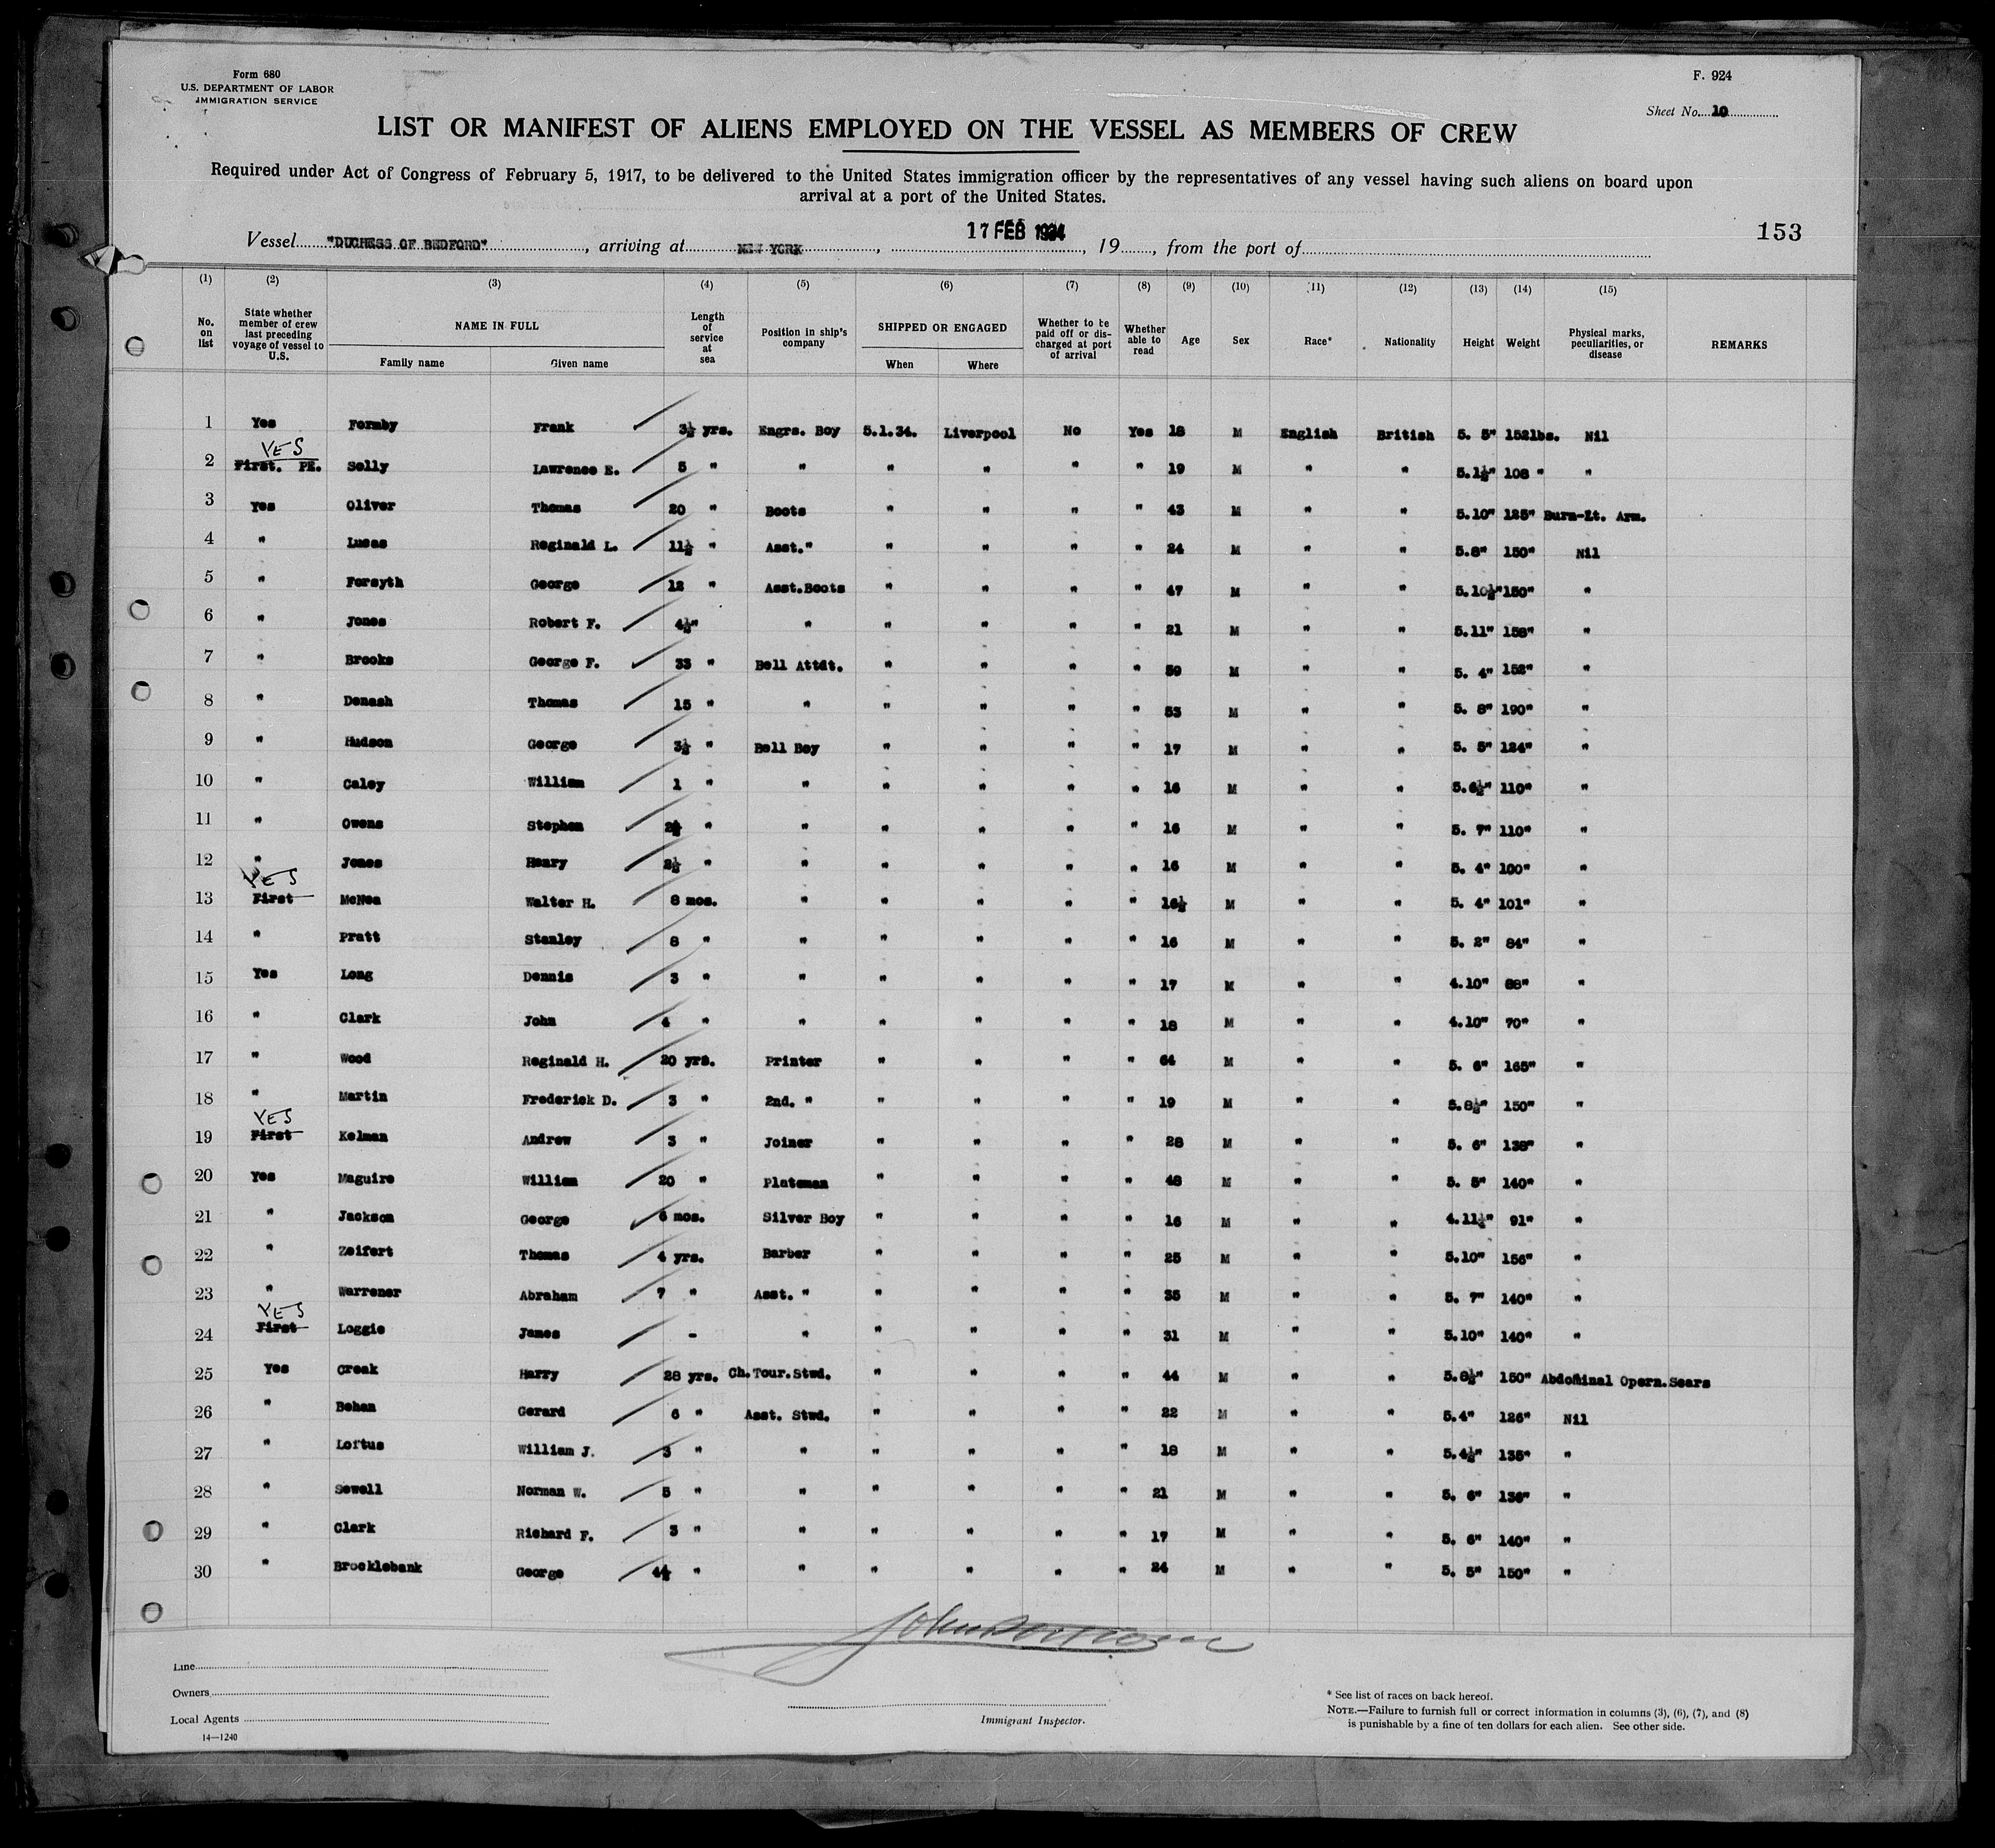 Form 680
U.S. DEPARTMENT OF LABOR
IMMIGRATION SERVICE
F. 924
Sheet No. 10
LIST OR MANIFEST OF ALIENS EMPLOYED ON THE VESSEL AS MEMBERS OF CREW
Required under Act of Congress of February 5, 1917, to be delivered to the United States immigration officer by the representatives of any vessel having such aliens on board upon
arrival at a port of the United States.
Vessel "DUCHESS OF BEDFORD", arriving at NEW YORK, 17 FEB 1934, 19, from the port of
153
(1) (2) (3) (4) (5) (6) (7) (8) (9) (10) (11) (12) (13) (14) (15)
No. on list State whether member of crew last preceding voyage of vessel to U.S. NAME IN FULL Family name Given name Length of service at sea Position in ship's company SHIPPED OR ENGAGED When Where Whether to be paid off or discharged at port of arrival Whether able to read Age Sex Race* Nationality Height Weight Physical marks, peculiarities, or disease REMARKS
1 Yes Formby Frank 3½ yrs. Engrs. Boy 5.1.34. Liverpool No Yes 18 M English British 5. 5" 152lbs. Nil
YES
2 First. PE. Selly Lawrence E. 5 " " " " " " 19 M " " 5.1½" 108 " "
3 Yes Oliver Thomas 20 " Boots " " " " 43 M " " 5.10" 125" Burn-Lt. Arm.
4 " Lucas Reginald L. 11½ " Asst." " " " " 24 M " " 5.8" 150" Nil
5 " Forsyth George 12 " Asst.Boots " " " " 47 M " " 5.10½" 150" "
6 " Jones Robert F. 4½" " " " " " 21 M " " 5.11" 158" "
7 " Brooks George F. 33 " Bell Attdt. " " " " 59 M " " 5. 4" 152" "
8 " Denash Thomas 15 " " " " " " 53 M " " 5. 8" 190" "
9 " Hudson George 3½ " Bell Boy " " " " 17 M " " 5. 5" 124" "
10 " Caley William 1 " " " " " " 16 M " " 5.6½" 110" "
11 " Owens Stephen 2½ " " " " " " 16 M " " 5. 7" 110" "
12 " Jones Henry 2½ " " " " " " 16 M " " 5. 4" 100" "
YES
13 First McNea Walter H. 8 mos. " " " " " 16½ M " " 5. 4" 101" "
14 " Pratt Stanley 8 " " " " " " 16 M " " 5. 2" 84" "
15 Yes Long Dennis 3 " " " " " " 17 M " " 4.10" 88" "
16 " Clark John 4 " " " " " " 18 M " " 4.10" 70" "
17 " Wood Reginald H. 20 yrs. Printer " " " " 64 M " " 5. 6" 165" "
18 " Martin Frederick D. 3 " 2nd. " " " " " 19 M " " 5.8½" 150" "
YES
19 First Kelman Andrew 3 " Joiner " " " " 28 M " " 5. 6" 138" "
20 Yes Maguire William 20 " Plateman " " " " 48 M " " 5. 5" 140" "
21 " Jackson George 6 mos. Silver Boy " " " " 16 M " " 4.11½" 91" "
22 " Zeifert Thomas 4 yrs. Barber " " " " 25 M " " 5.10" 156" "
23 " Warrener Abraham 7 " Asst. " " " " " 35 M " " 5. 7" 140" "
YES
24 First Loggie James - " " " " " 31 M " " 5.10" 140" "
25 Yes Creak Harry 28 yrs. Ch.Tour.Stwd. " " " " 44 M " " 5.8½" 150" Abdominal Opern.Scars
26 " Behan Gerard 6 " Asst. Stwd. " " " " 22 M " " 5.4" 126" Nil
27 " Loftus William J. 3 " " " " " " 18 M " " 5.4½" 135" "
28 " Sewell Norman W. 5 " " " " " " 21 M " " 5. 6" 136" "
29 " Clark Richard F. 3 " " " " " " 17 M " " 5. 6" 140" "
30 " Brocklebank George 4½ " " " " " " 24 M " " 5. 5" 150" "
Line
Owners
Local Agents
14—1240
Immigrant Inspector.
* See list of races on back hereof.
NOTE.—Failure to furnish full or correct information in columns (3), (6), (7), and (8)
is punishable by a fine of ten dollars for each alien. See other side.